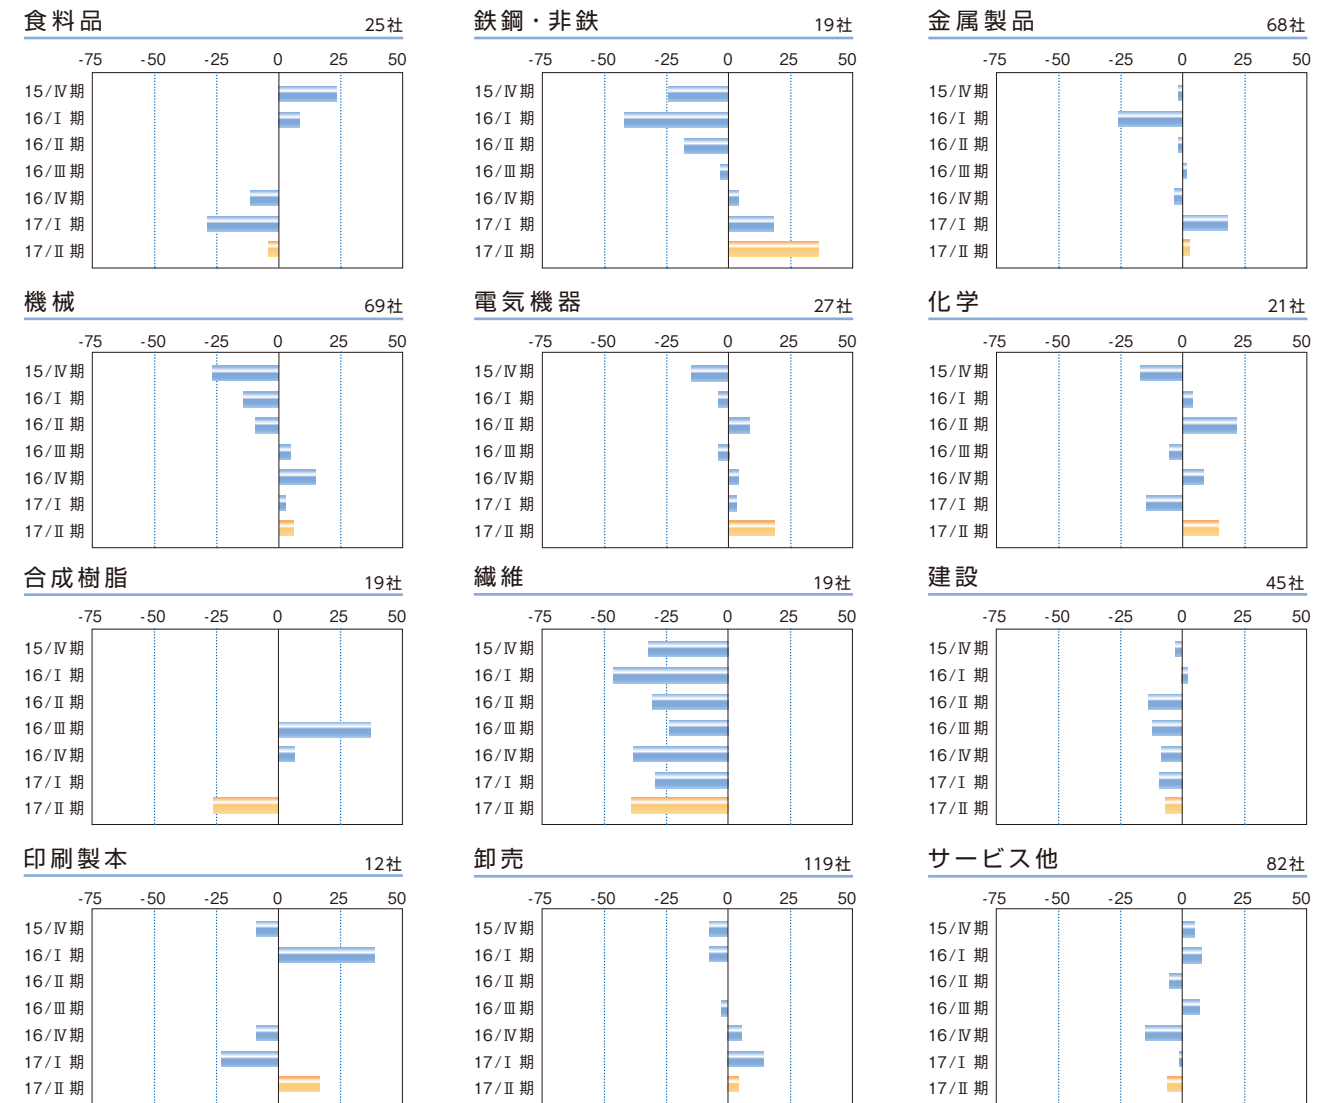 食料品 25社
-75 -50 -25 0 25 50
15/Ⅳ期
16/Ⅰ 期
16/Ⅱ 期
16/Ⅲ 期
16/Ⅳ期
17/Ⅰ 期
17/Ⅱ 期
鉄鋼・非鉄 19社
-75 -50 -25 0 25 50
15/Ⅳ期
16/Ⅰ 期
16/Ⅱ 期
16/Ⅲ 期
16/Ⅳ期
17/Ⅰ 期
17/Ⅱ 期
金属製品 68社
-75 -50 -25 0 25 50
15/Ⅳ期
16/Ⅰ 期
16/Ⅱ 期
16/Ⅲ 期
16/Ⅳ期
17/Ⅰ 期
17/Ⅱ 期
機械 69社
-75 -50 -25 0 25 50
15/Ⅳ期
16/Ⅰ 期
16/Ⅱ 期
16/Ⅲ 期
16/Ⅳ期
17/Ⅰ 期
17/Ⅱ 期
電気機器 27社
-75 -50 -25 0 25 50
15/Ⅳ期
16/Ⅰ 期
16/Ⅱ 期
16/Ⅲ 期
16/Ⅳ期
17/Ⅰ 期
17/Ⅱ 期
化学 21社
-75 -50 -25 0 25 50
15/Ⅳ期
16/Ⅰ 期
16/Ⅱ 期
16/Ⅲ 期
16/Ⅳ期
17/Ⅰ 期
17/Ⅱ 期
合成樹脂 19社
-75 -50 -25 0 25 50
15/Ⅳ期
16/Ⅰ 期
16/Ⅱ 期
16/Ⅲ 期
16/Ⅳ期
17/Ⅰ 期
17/Ⅱ 期
繊維 19社
-75 -50 -25 0 25 50
15/Ⅳ期
16/Ⅰ 期
16/Ⅱ 期
16/Ⅲ 期
16/Ⅳ期
17/Ⅰ 期
17/Ⅱ 期
建設 45社
-75 -50 -25 0 25 50
15/Ⅳ期
16/Ⅰ 期
16/Ⅱ 期
16/Ⅲ 期
16/Ⅳ期
17/Ⅰ 期
17/Ⅱ 期
印刷製本 12社
-75 -50 -25 0 25 50
15/Ⅳ期
16/Ⅰ 期
16/Ⅱ 期
16/Ⅲ 期
16/Ⅳ期
17/Ⅰ 期
17/Ⅱ 期
卸売 119社
-75 -50 -25 0 25 50
15/Ⅳ期
16/Ⅰ 期
16/Ⅱ 期
16/Ⅲ 期
16/Ⅳ期
17/Ⅰ 期
17/Ⅱ 期
サービス他 82社
-75 -50 -25 0 25 50
15/Ⅳ期
16/Ⅰ 期
16/Ⅱ 期
16/Ⅲ 期
16/Ⅳ期
17/Ⅰ 期
17/Ⅱ 期